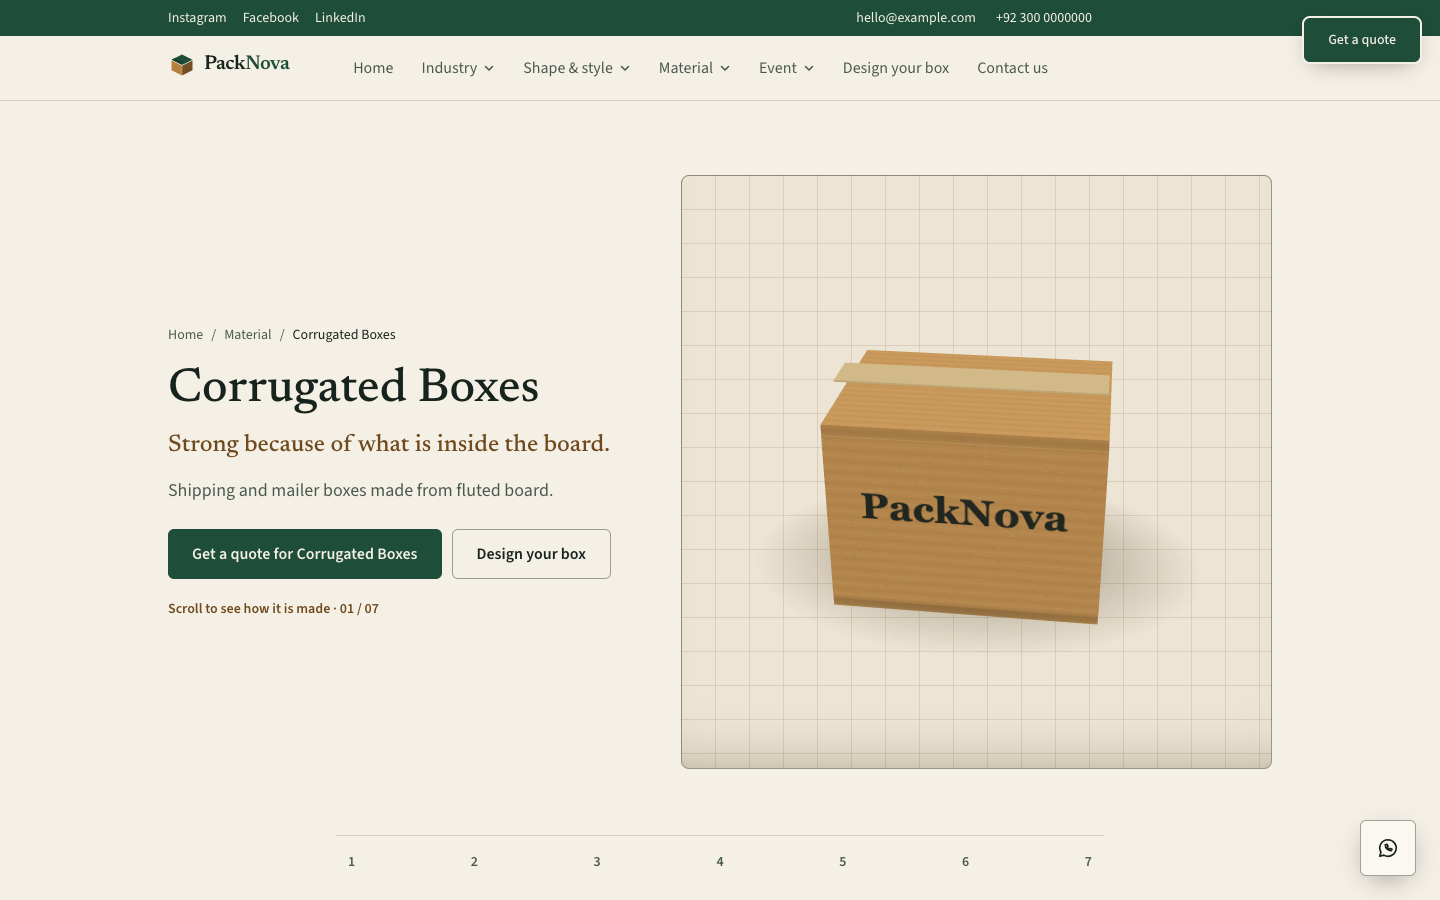 Instagram Facebook LinkedIn hello@example.com +92 300 0000000
Get a quote
PackNova Home Industry Shape & style Material Event Design your box Contact us
Home / Material / Corrugated Boxes
Corrugated Boxes
Strong because of what is inside the board.
Shipping and mailer boxes made from fluted board.
Get a quote for Corrugated Boxes Design your box
Scroll to see how it is made · 01 / 07
PackNova
1 2 3 4 5 6 7